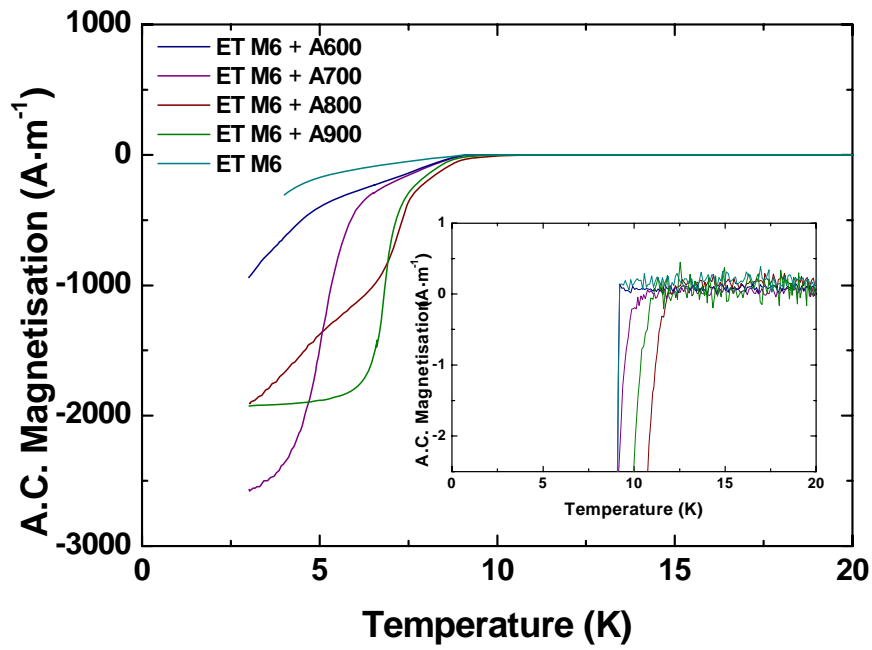 1000
0
-1000
-2000
-3000
A.C. Magnetisation (A·m-1)
ET M6 + A600
ET M6 + A700
ET M6 + A800
ET M6 + A900
ET M6
0 5 10 15 20
Temperature (K)
1
0
-1
-2
A.C. Magnetisation(A·m-1)
0 5 10 15 20
Temperature (K)